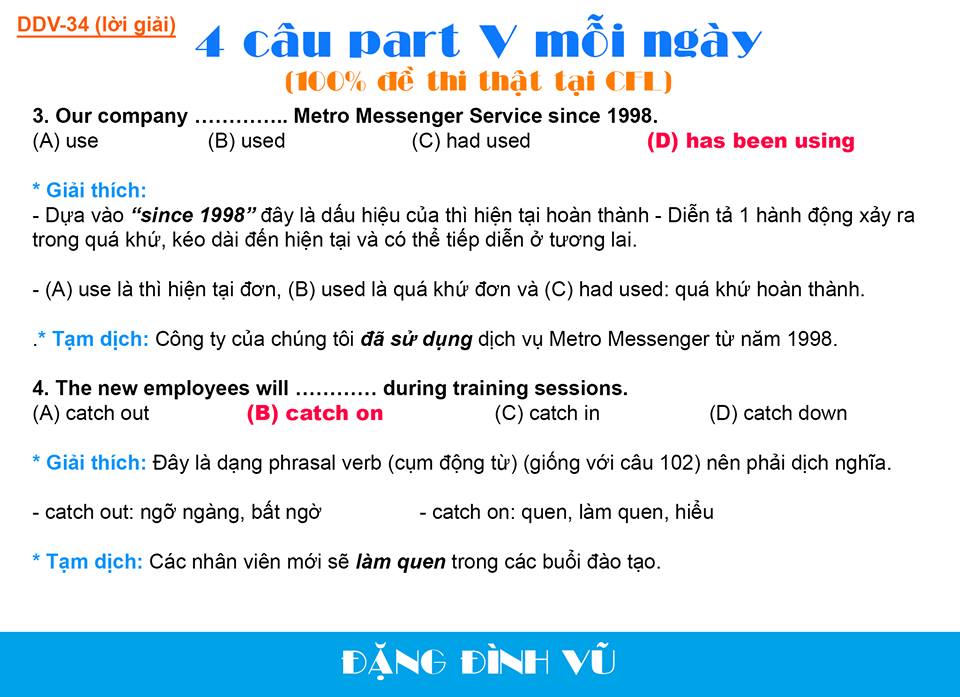 DDV-34 (lời giải)
4 câu part V mỗi ngày
(100% đề thi thật tại CFL)
3. Our company ………….. Metro Messenger Service since 1998.
(A) use (B) used (C) had used (D) has been using
* Giải thích:
- Dựa vào “since 1998” đây là dấu hiệu của thì hiện tại hoàn thành - Diễn tả 1 hành động xảy ra
trong quá khứ, kéo dài đến hiện tại và có thể tiếp diễn ở tương lai.
- (A) use là thì hiện tại đơn, (B) used là quá khứ đơn và (C) had used: quá khứ hoàn thành.
.* Tạm dịch: Công ty của chúng tôi đã sử dụng dịch vụ Metro Messenger từ năm 1998.
4. The new employees will ………… during training sessions.
(A) catch out (B) catch on (C) catch in (D) catch down
* Giải thích: Đây là dạng phrasal verb (cụm động từ) (giống với câu 102) nên phải dịch nghĩa.
- catch out: ngỡ ngàng, bất ngờ - catch on: quen, làm quen, hiểu
* Tạm dịch: Các nhân viên mới sẽ làm quen trong các buổi đào tạo.
ĐẶNG ĐÌNH VŨ